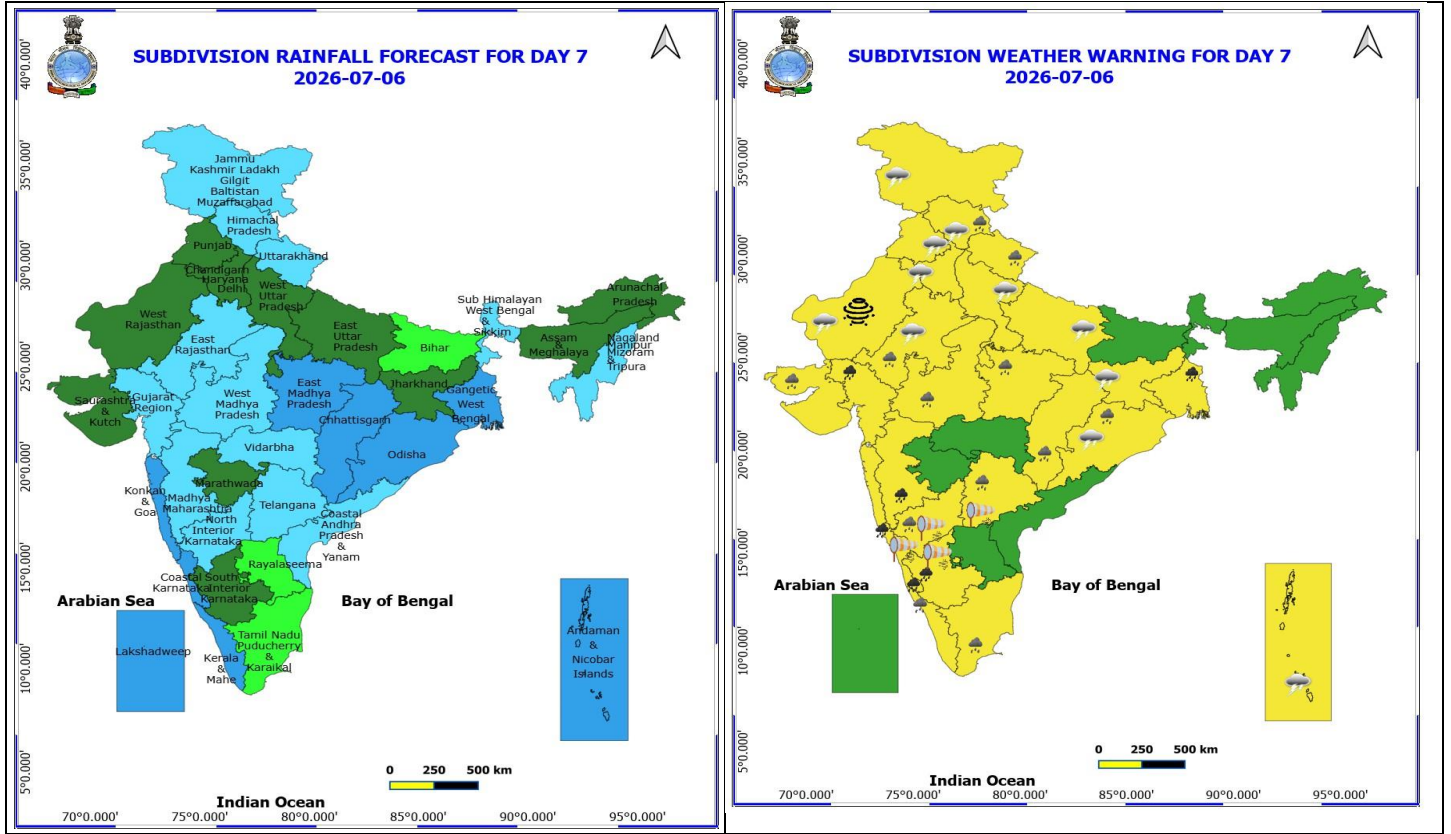 SUBDIVISION RAINFALL FORECAST FOR DAY 7
2026-07-06
40°0.000'
35°0.000'
30°0.000'
25°0.000'
20°0.000'
15°0.000'
10°0.000'
5°0.000'
Jammu
Kashmir Ladakh
Gilgit
Baltistan
Muzaffarabad
Himachal
Pradesh
Punjab
Uttarakhand
Chandigarh
Haryana
Delhi
West
Uttar
Pradesh
West
Rajasthan
East
Rajasthan
East
Uttar
Pradesh
Bihar
Sub Himalayan
West Bengal
&
Sikkim
Arunachal
Pradesh
Assam
&
Meghalaya
Nagaland
Manipur
Mizoram
&
Tripura
Saurashtra
&
Kutch
Gujarat
Region
West
Madhya
Pradesh
East
Madhya
Pradesh
Jharkhand
Gangetic
West
Bengal
Chhattisgarh
Odisha
Vidarbha
Marathwada
Konkan
&
Goa
Madhya
Maharashtra
North
Interior
Karnataka
Telangana
Coastal
Andhra
Pradesh
&
Yanam
Rayalaseema
Coastal
Karnataka
South
Interior
Karnataka
Tamil Nadu
Puducherry
&
Karaikal
Kerala
&
Mahe
Lakshadweep
Andaman
&
Nicobar
Islands
Arabian Sea
Bay of Bengal
Indian Ocean
0 250 500 km
70°0.000' 75°0.000' 80°0.000' 85°0.000' 90°0.000' 95°0.000'
SUBDIVISION WEATHER WARNING FOR DAY 7
2026-07-06
40°0.000'
35°0.000'
30°0.000'
25°0.000'
20°0.000'
15°0.000'
10°0.000'
5°0.000'
Arabian Sea
Bay of Bengal
Indian Ocean
0 250 500 km
70°0.000' 75°0.000' 80°0.000' 85°0.000' 90°0.000' 95°0.000'